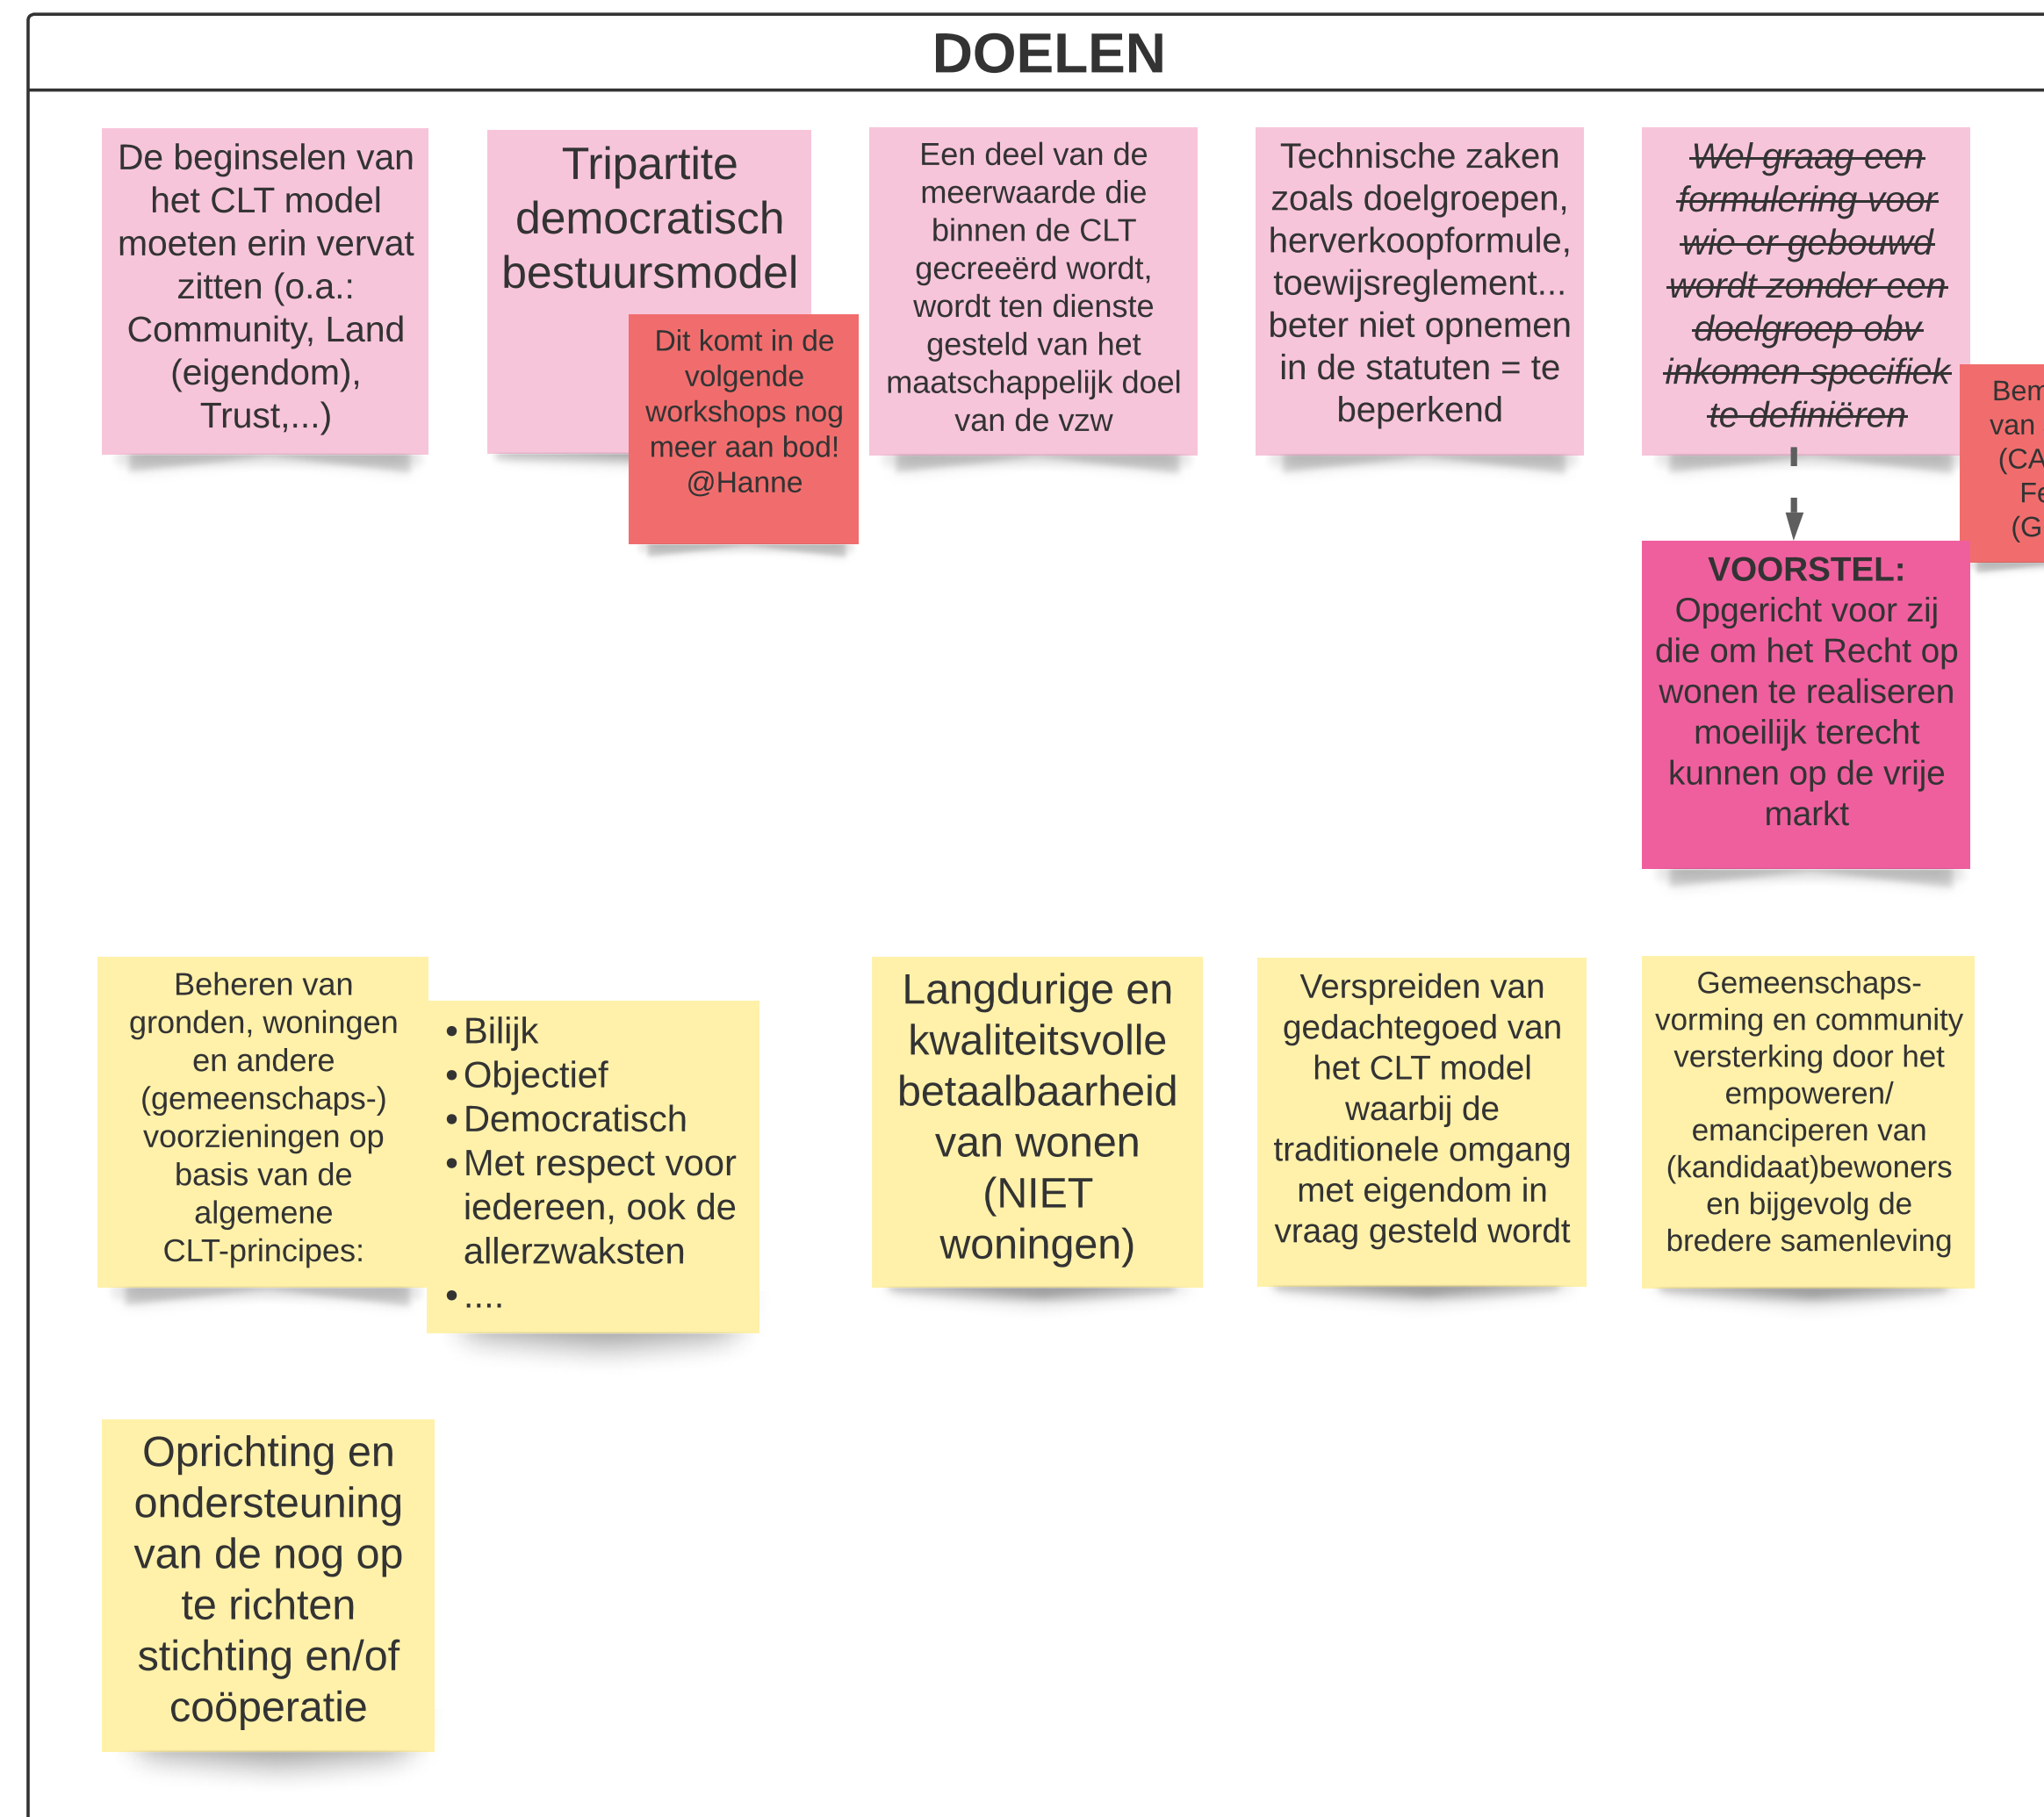 DOELEN
De beginselen van
het CLT model
moeten erin vervat
zitten (o.a.:
Community, Land
(eigendom),
Trust,...)
Tripartite
democratisch
bestuursmodel
Dit komt in de
volgende
workshops nog
meer aan bod!
@Hanne
Een deel van de
meerwaarde die
binnen de CLT
gecreeërd wordt,
wordt ten dienste
gesteld van het
maatschappelijk doel
van de vzw
Technische zaken
zoals doelgroepen,
herverkoopformule,
toewijsreglement...
beter niet opnemen
in de statuten = te
beperkend
Wel graag een
formulering voor
wie er gebouwd
wordt zonder een
doelgroep obv
inkomen specifiek
te definiëren
van
VOORSTEL:
Opgericht voor zij
die om het Recht op
wonen te realiseren
moeilijk terecht
kunnen op de vrije
markt
Beheren van
gronden, woningen
en andere
(gemeenschaps-)
voorzieningen op
basis van de
algemene
CLT-principes:
• Bilijk
• Objectief
• Democratisch
• Met respect voor
iedereen, ook de
allerzwaksten
• ....
Langdurige en
kwaliteitsvolle
betaalbaarheid
van wonen
(NIET
woningen)
Verspreiden van
gedachtegoed van
het CLT model
waarbij de
traditionele omgang
met eigendom in
vraag gesteld wordt
Gemeenschaps-
vorming en community
versterking door het
empoweren/
emanciperen van
(kandidaat)bewoners
en bijgevolg de
bredere samenleving
Oprichting en
ondersteuning
van de nog op
te richten
stichting en/of
coöperatie